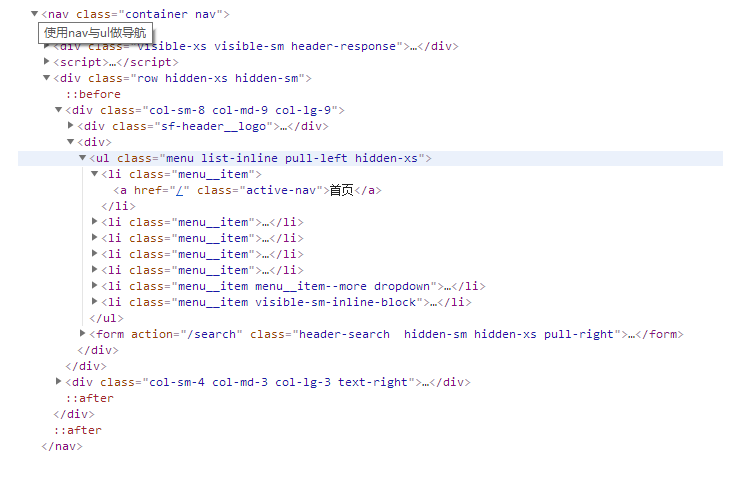 ▼<nav class="container nav">
使用nav与ul做导航
▶<div class="visible-xs visible-sm header-response">…</div>
▶<script>…</script>
▼<div class="row hidden-xs hidden-sm">
::before
▼<div class="col-sm-8 col-md-9 col-lg-9">
▶<div class="sf-header__logo">…</div>
▼<div>
▼<ul class="menu list-inline pull-left hidden-xs">
▼<li class="menu__item">
<a href="/" class="active-nav">首页</a>
</li>
▶<li class="menu__item">…</li>
▶<li class="menu__item">…</li>
▶<li class="menu__item">…</li>
▶<li class="menu__item">…</li>
▶<li class="menu__item menu__item--more dropdown">…</li>
▶<li class="menu__item visible-sm-inline-block">…</li>
</ul>
▶<form action="/search" class="header-search  hidden-sm hidden-xs pull-right">…</form>
</div>
</div>
▶<div class="col-sm-4 col-md-3 col-lg-3 text-right">…</div>
::after
</div>
::after
</nav>